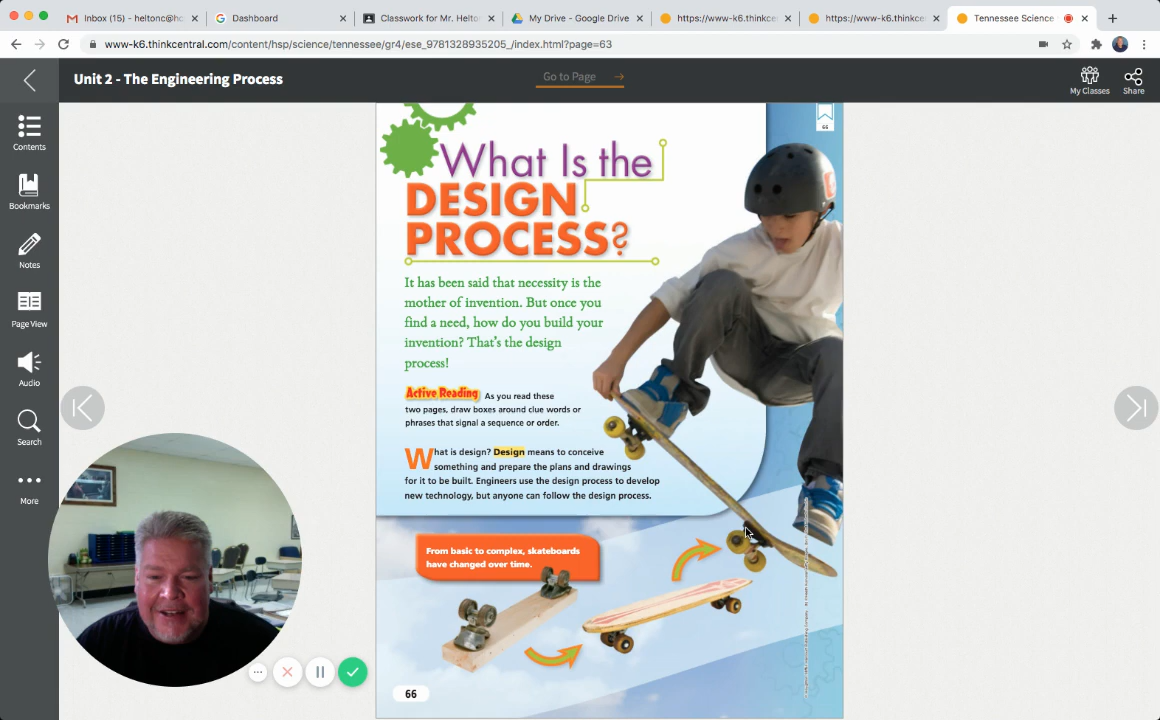 Inbox (15) - heltonc@hc
Dashboard
Classwork for Mr. Helto
My Drive - Google Drive
https://www-k6.thinkce
https://www-k6.thinkce
Tennessee Science
www-k6.thinkcentral.com/content/hsp/science/tennessee/gr4/ese_9781328935205_/index.html?page=63
Unit 2 - The Engineering Process
Go to Page
My Classes
Share
Contents
Bookmarks
Notes
Page View
Audio
Search
More
66
What Is the
DESIGN
PROCESS?
It has been said that necessity is the
mother of invention. But once you
find a need, how do you build your
invention? That's the design
process!
Active Reading As you read these
two pages, draw boxes around clue words or
phrases that signal a sequence or order.
What is design? Design means to conceive
something and prepare the plans and drawings
for it to be built. Engineers use the design process to develop
new technology, but anyone can follow the design process.
From basic to complex, skateboards
have changed over time.
66